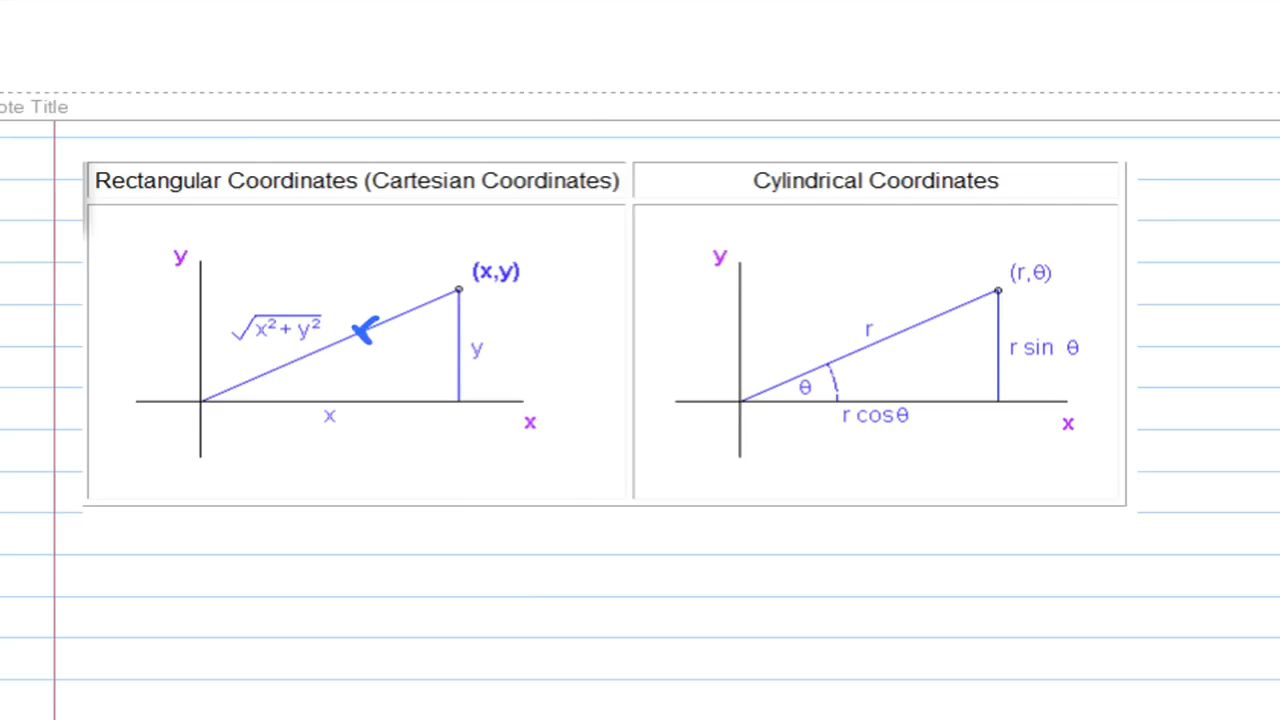 ote Title
Rectangular Coordinates (Cartesian Coordinates)
y
(x,y)
√x²+ y²
y
x
x
Cylindrical Coordinates
y
(r,θ)
r
r sin θ
θ
r cosθ
x